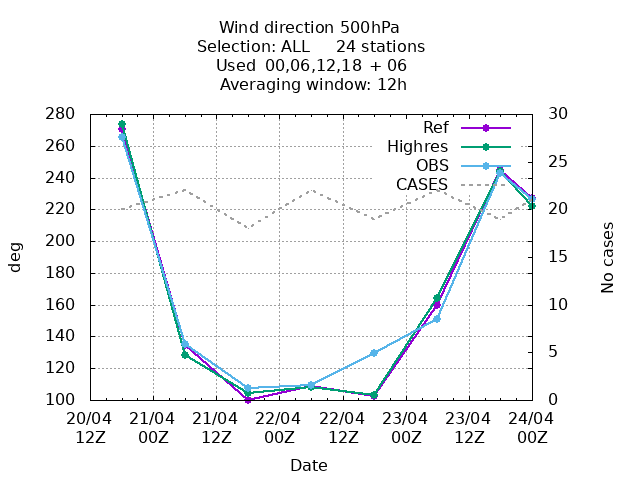 Wind direction 500hPa
Selection: ALL 24 stations
Used 00,06,12,18 + 06
Averaging window: 12h
280
260
240
220
200
180
160
140
120
100
deg
30
25
20
15
10
5
0
No cases
Ref
Highres
OBS
CASES
20/04 21/04 21/04 22/04 22/04 23/04 23/04 24/04
12Z 00Z 12Z 00Z 12Z 00Z 12Z 00Z
Date